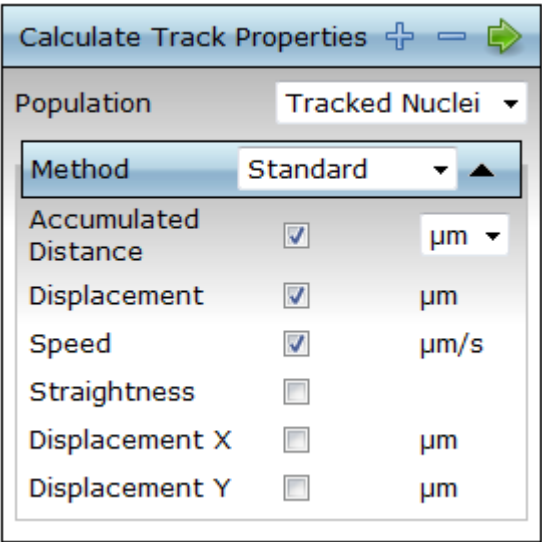 Calculate Track Properties
Population Tracked Nuclei
Method Standard
Accumulated
Distance µm
Displacement µm
Speed µm/s
Straightness
Displacement X µm
Displacement Y µm